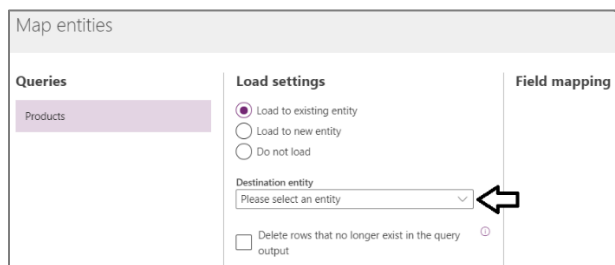 Map entities
Queries
Products
Load settings
Load to existing entity
Load to new entity
Do not load
Destination entity
Please select an entity
Delete rows that no longer exist in the query
output
Field mapping